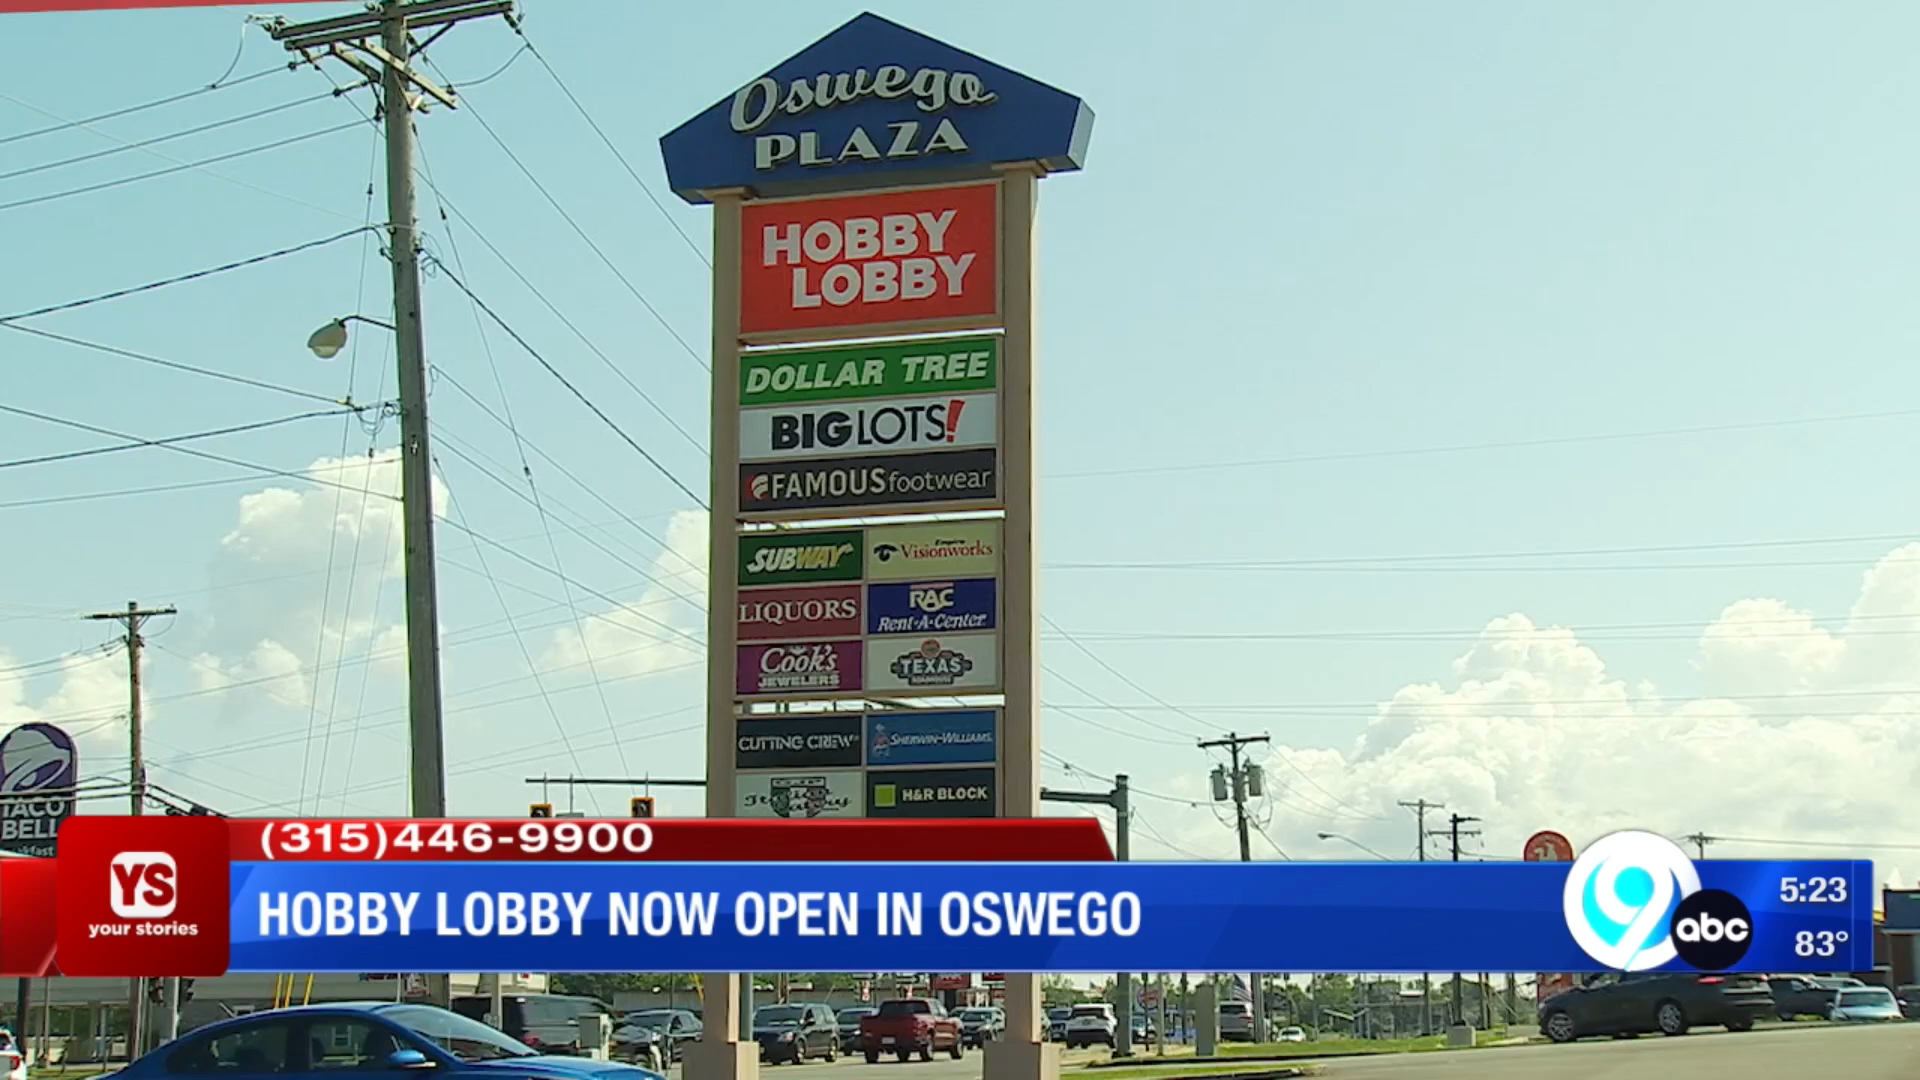 Oswego
PLAZA
HOBBY
LOBBY
DOLLAR TREE
BIG LOTS!
FAMOUS footwear
SUBWAY
Empire
Visionworks
LIQUORS
RAC
Rent-A-Center
Cook's
JEWELERS
TEXAS
ROADHOUSE
CUTTING CREW
SHERWIN-WILLIAMS.
H&R BLOCK
TACO
BELL
(315)446-9900
YS
your stories
HOBBY LOBBY NOW OPEN IN OSWEGO
9
abc
5:23
83°